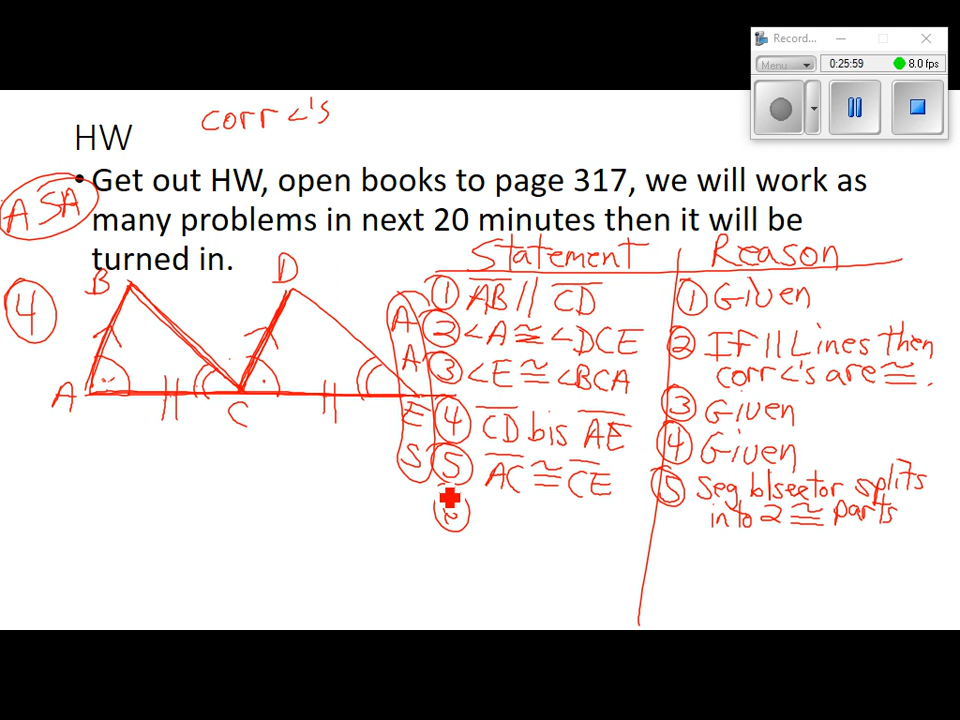 Record...
Menu
0:25:59
8.0 fps
HW
corr <'s
• Get out HW, open books to page 317, we will work as
many problems in next 20 minutes then it will be
turned in.
ASA
Statement Reason
4
B D
A C E
A
A
S
1 AB // CD
1 Given
2 <A ≅ <DCE
2 If // Lines then
corr <'s are ≅.
3 <E ≅ <BCA
3 Given
4 CD bis AE
4 Given
5 AC ≅ CE
5 Seg bisector splits
into 2 ≅ parts